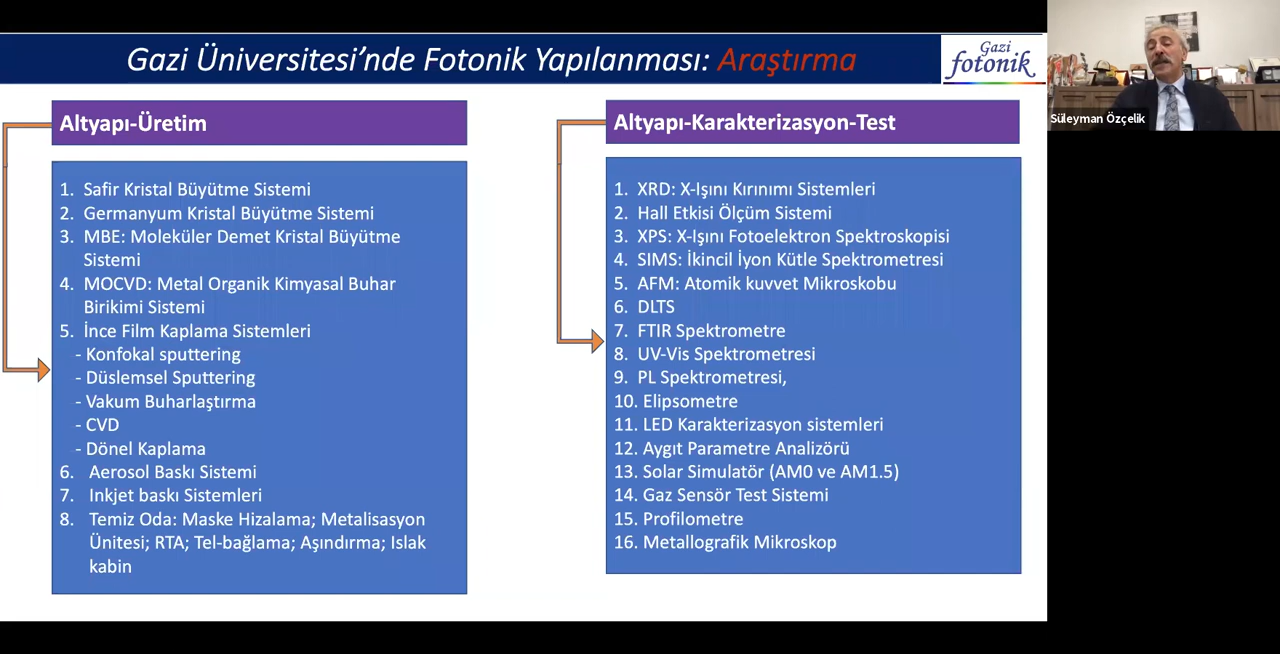 Gazi Üniversitesi’nde Fotonik Yapılanması: Araştırma
Gazi
fotonik
Süleyman Özçelik
Altyapı-Üretim
1. Safir Kristal Büyütme Sistemi
2. Germanyum Kristal Büyütme Sistemi
3. MBE: Moleküler Demet Kristal Büyütme
Sistemi
4. MOCVD: Metal Organik Kimyasal Buhar
Birikimi Sistemi
5. İnce Film Kaplama Sistemleri
- Konfokal sputtering
- Düslemsel Sputtering
- Vakum Buharlaştırma
- CVD
- Dönel Kaplama
6. Aerosol Baskı Sistemi
7. Inkjet baskı Sistemleri
8. Temiz Oda: Maske Hizalama; Metalisasyon
Ünitesi; RTA; Tel-bağlama; Aşındırma; Islak
kabin
Altyapı-Karakterizasyon-Test
1. XRD: X-Işını Kırınımı Sistemleri
2. Hall Etkisi Ölçüm Sistemi
3. XPS: X-Işını Fotoelektron Spektroskopisi
4. SIMS: İkincil İyon Kütle Spektrometresi
5. AFM: Atomik kuvvet Mikroskobu
6. DLTS
7. FTIR Spektrometre
8. UV-Vis Spektrometresi
9. PL Spektrometresi,
10. Elipsometre
11. LED Karakterizasyon sistemleri
12. Aygıt Parametre Analizörü
13. Solar Simulatör (AM0 ve AM1.5)
14. Gaz Sensör Test Sistemi
15. Profilometre
16. Metallografik Mikroskop